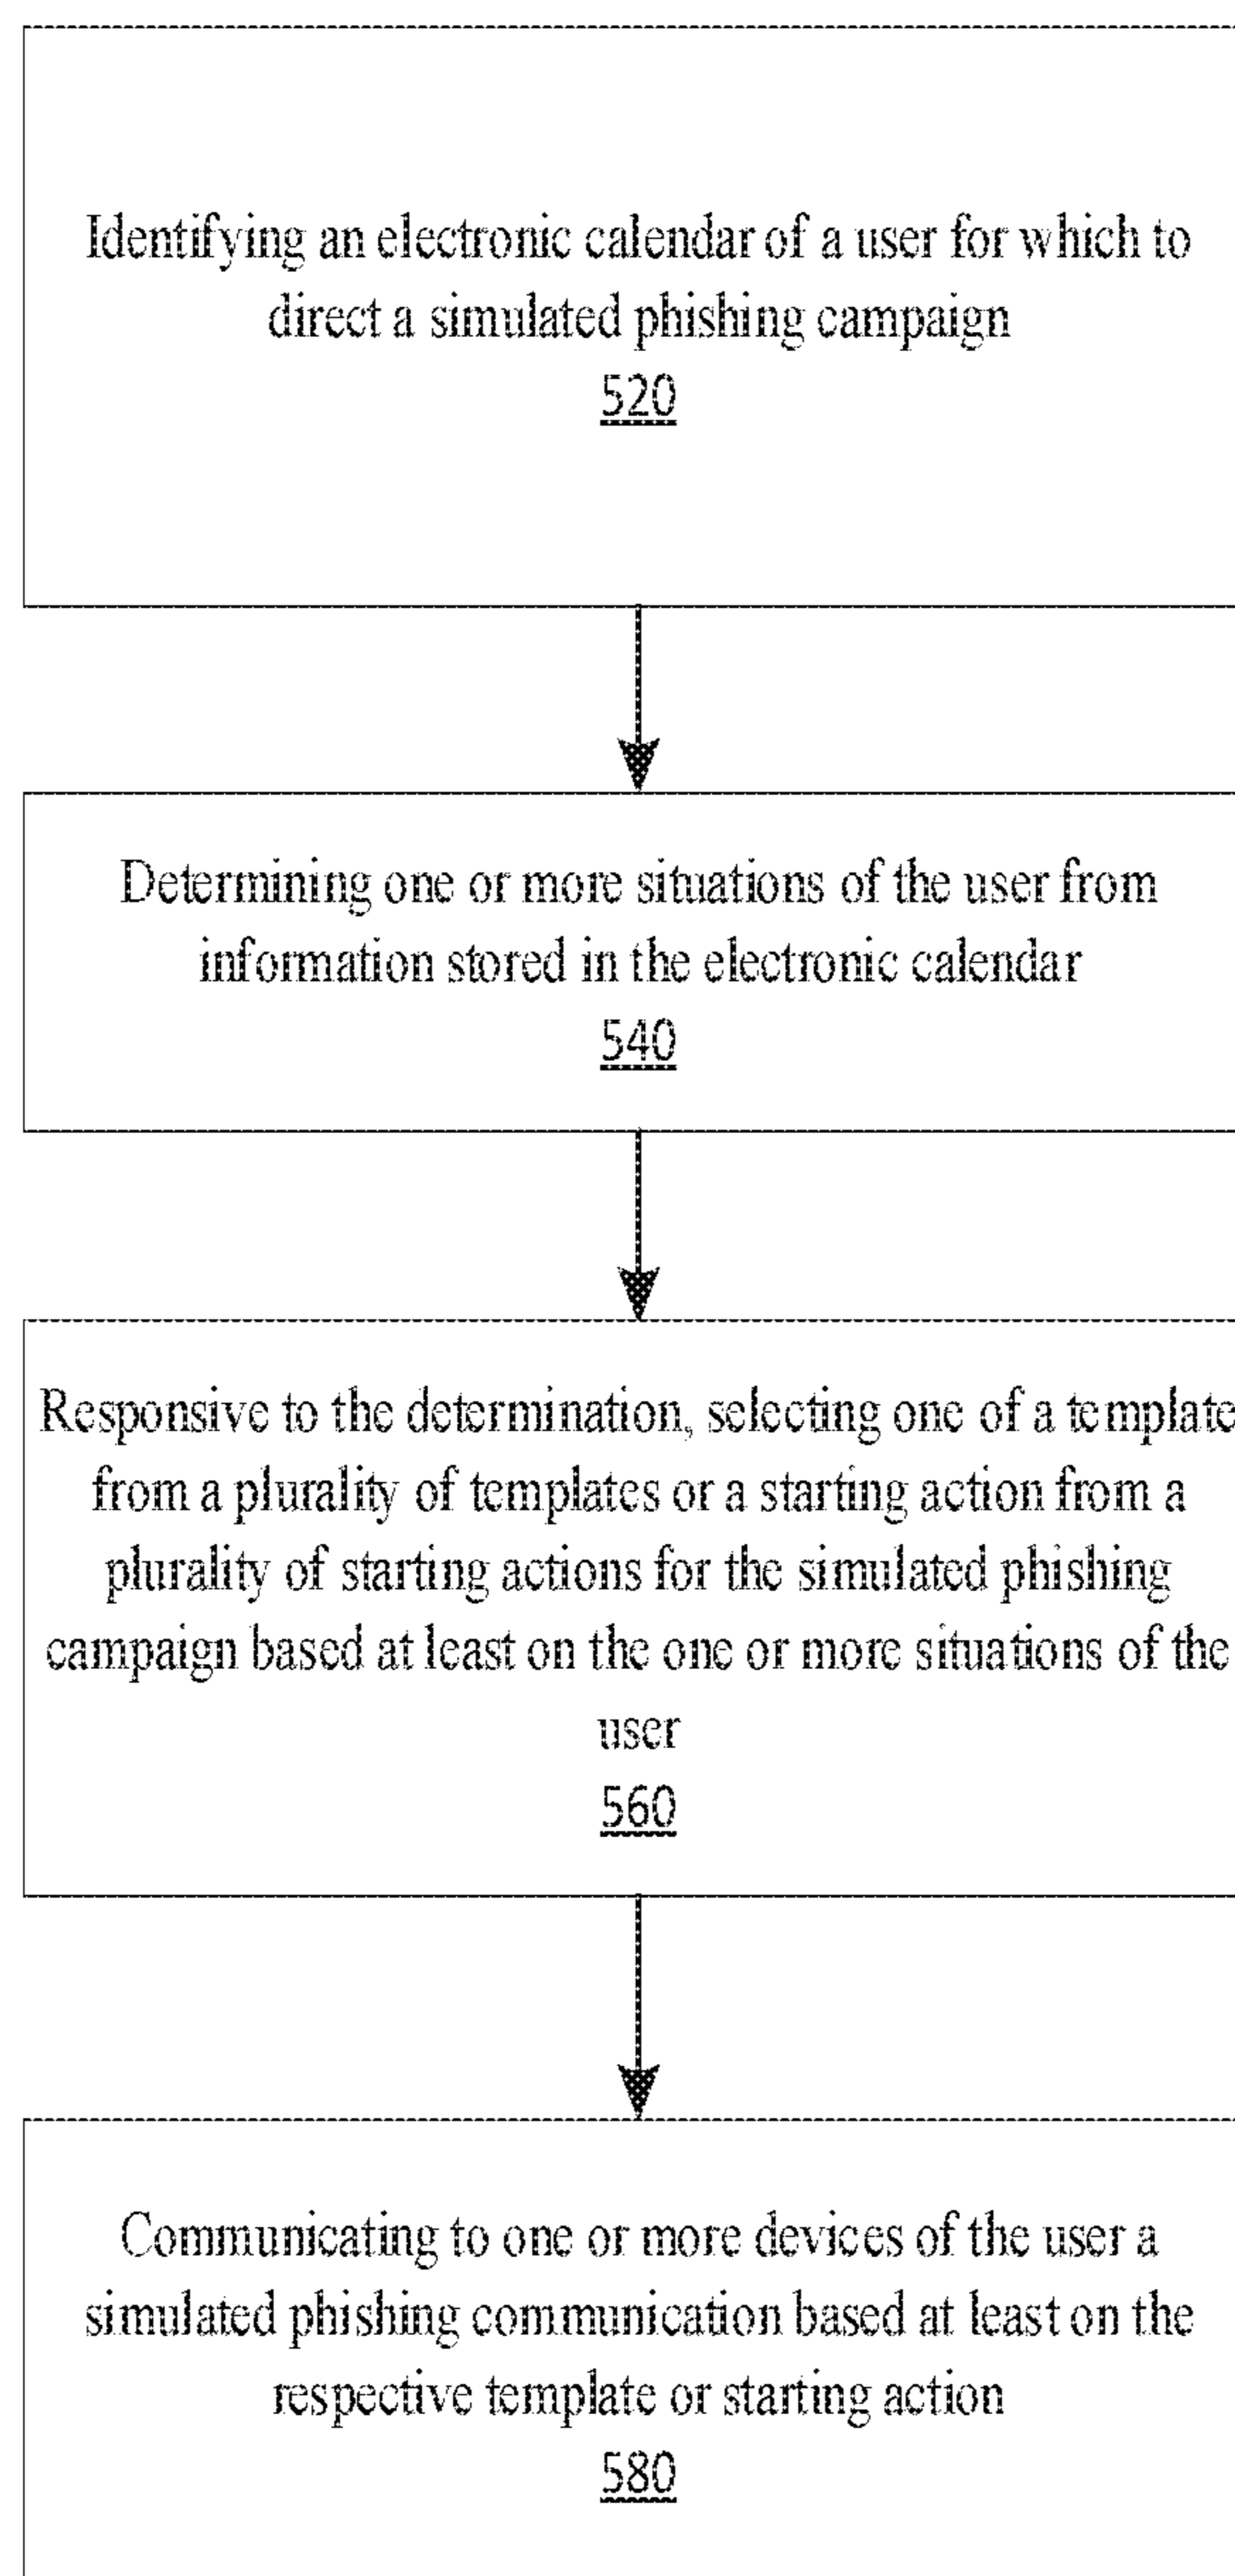 Identifying an electronic calendar of a user for which to
direct a simulated phishing campaign
520
Determining one or more situations of the user from
information stored in the electronic calendar
540
Responsive to the determination, selecting one of a template
from a plurality of templates or a starting action from a
plurality of starting actions for the simulated phishing
campaign based at least on the one or more situations of the
user
560
Communicating to one or more devices of the user a
simulated phishing communication based at least on the
respective template or starting action
580